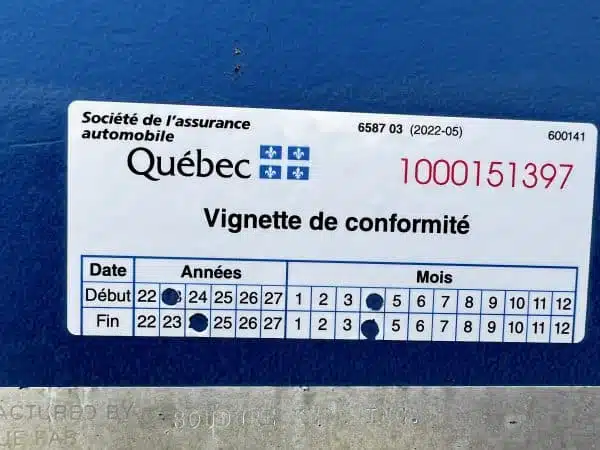 Société de l'assurance
automobile
Québec
6587 03 (2022-05)
600141
1000151397
Vignette de conformité
Date Années Mois
Début 22 24 25 26 27 1 2 3 5 6 7 8 9 10 11 12
Fin 22 23 25 26 27 1 2 3 5 6 7 8 9 10 11 12
ACTURED BY